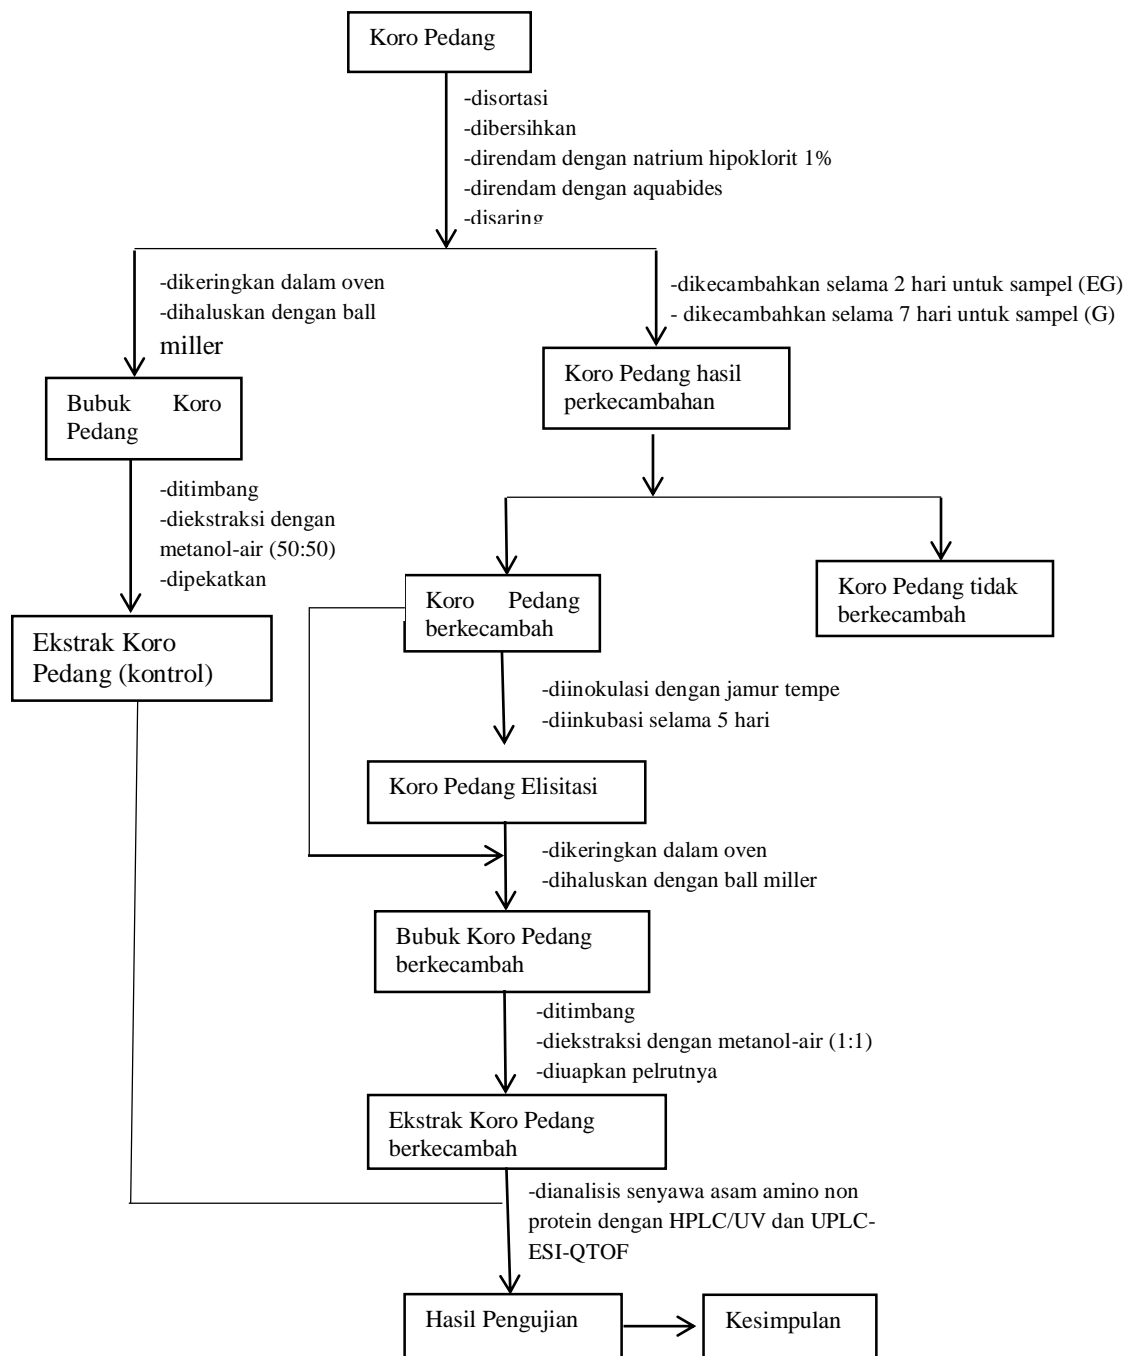 Koro Pedang
-disortasi
-dibersihkan
-direndam dengan natrium hipoklorit 1%
-direndam dengan aquabides
-disaring
-dikeringkan dalam oven
-dihaluskan dengan ball
miller
-dikecambahkan selama 2 hari untuk sampel (EG)
- dikecambahkan selama 7 hari untuk sampel (G)
Bubuk Koro
Pedang
Koro Pedang hasil
perkecambahan
-ditimbang
-diekstraksi dengan
metanol-air (50:50)
-dipekatkan
Koro Pedang
berkecambah
Koro Pedang tidak
berkecambah
Ekstrak Koro
Pedang (kontrol)
-diinokulasi dengan jamur tempe
-diinkubasi selama 5 hari
Koro Pedang Elisitasi
-dikeringkan dalam oven
-dihaluskan dengan ball miller
Bubuk Koro Pedang
berkecambah
-ditimbang
-diekstraksi dengan metanol-air (1:1)
-diuapkan pelrutnya
Ekstrak Koro Pedang
berkecambah
-dianalisis senyawa asam amino non
protein dengan HPLC/UV dan UPLC-
ESI-QTOF
Hasil Pengujian
Kesimpulan